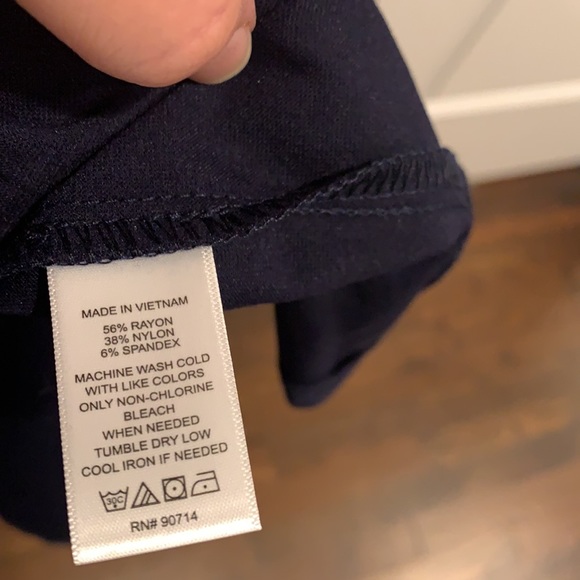 MADE IN VIETNAM
56% RAYON
38% NYLON
6% SPANDEX
MACHINE WASH COLD
WITH LIKE COLORS
ONLY NON-CHLORINE
BLEACH
WHEN NEEDED
TUMBLE DRY LOW
COOL IRON IF NEEDED
30C
RN# 90714